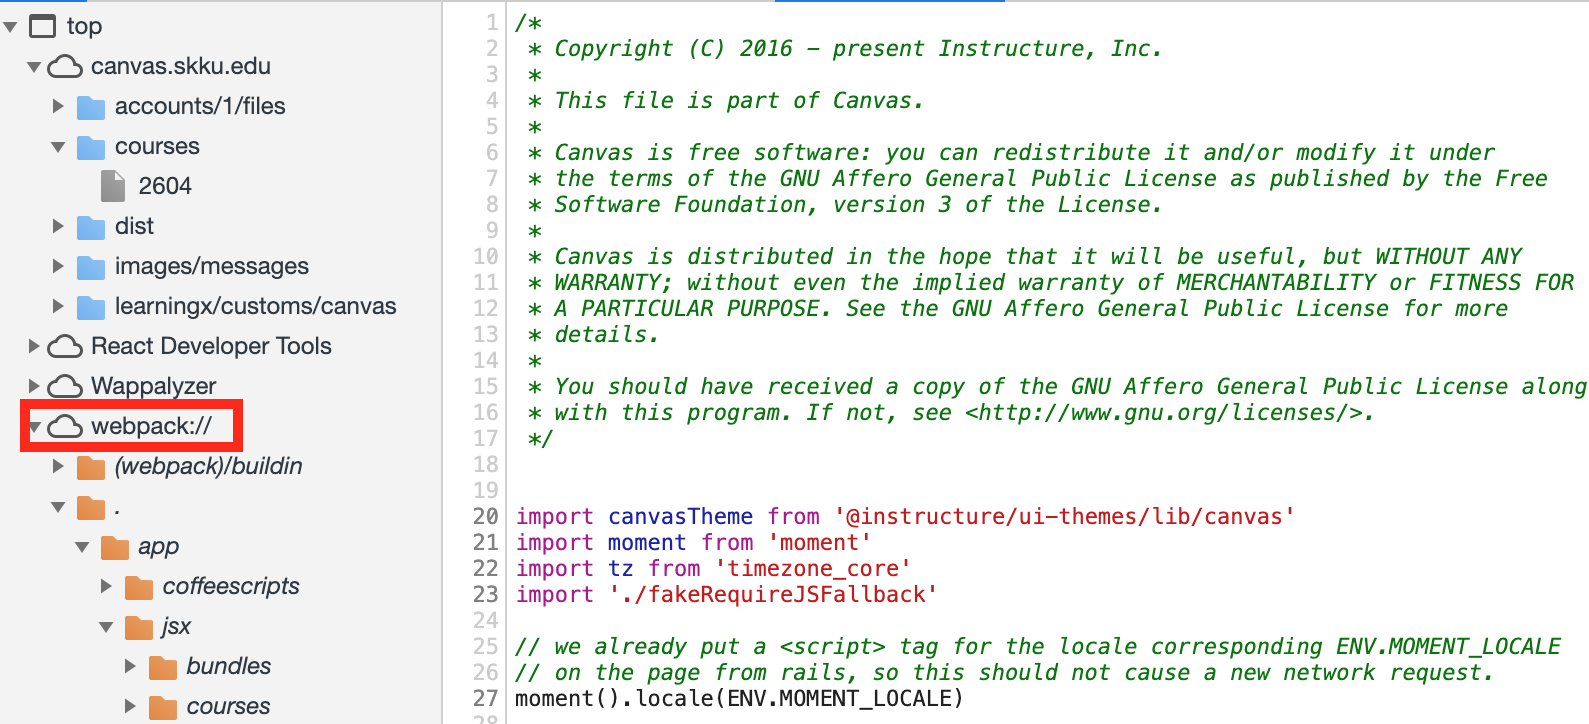 top
canvas.skku.edu
accounts/1/files
courses
2604
dist
images/messages
learningx/customs/canvas
React Developer Tools
Wappalyzer
webpack://
(webpack)/buildin
.
app
coffeescripts
jsx
bundles
courses
1 /*
2 * Copyright (C) 2016 - present Instructure, Inc.
3 *
4 * This file is part of Canvas.
5 *
6 * Canvas is free software: you can redistribute it and/or modify it under
7 * the terms of the GNU Affero General Public License as published by the Free
8 * Software Foundation, version 3 of the License.
9 *
10 * Canvas is distributed in the hope that it will be useful, but WITHOUT ANY
11 * WARRANTY; without even the implied warranty of MERCHANTABILITY or FITNESS FOR
12 * A PARTICULAR PURPOSE. See the GNU Affero General Public License for more
13 * details.
14 *
15 * You should have received a copy of the GNU Affero General Public License along
16 * with this program. If not, see <http://www.gnu.org/licenses/>.
17 */
18
19
20 import canvasTheme from '@instructure/ui-themes/lib/canvas'
21 import moment from 'moment'
22 import tz from 'timezone_core'
23 import './fakeRequireJSFallback'
24
25 // we already put a <script> tag for the locale corresponding ENV.MOMENT_LOCALE
26 // on the page from rails, so this should not cause a new network request.
27 moment().locale(ENV.MOMENT_LOCALE)
28